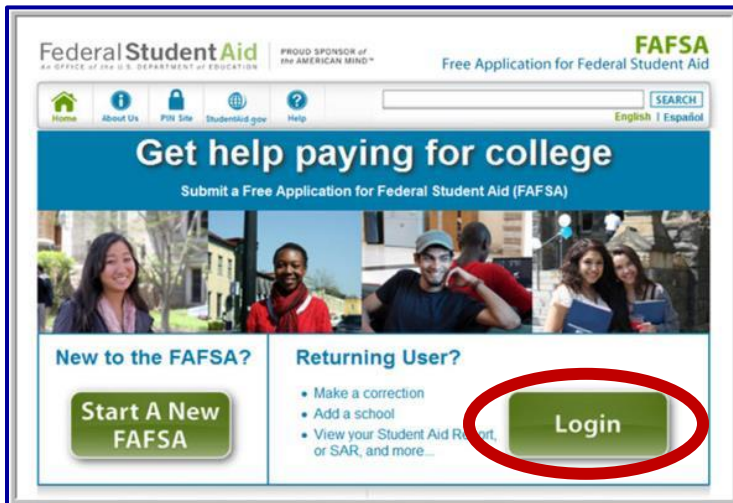 Federal Student Aid
An OFFICE of the U.S. DEPARTMENT of EDUCATION
PROUD SPONSOR of
the AMERICAN MIND™
FAFSA
Free Application for Federal Student Aid
Home
About Us
PIN Site
StudentAid.gov
Help
SEARCH
English | Español
Get help paying for college
Submit a Free Application for Federal Student Aid (FAFSA)
New to the FAFSA?
Start A New
FAFSA
Returning User?
• Make a correction
• Add a school
• View your Student Aid Report,
or SAR, and more...
Login